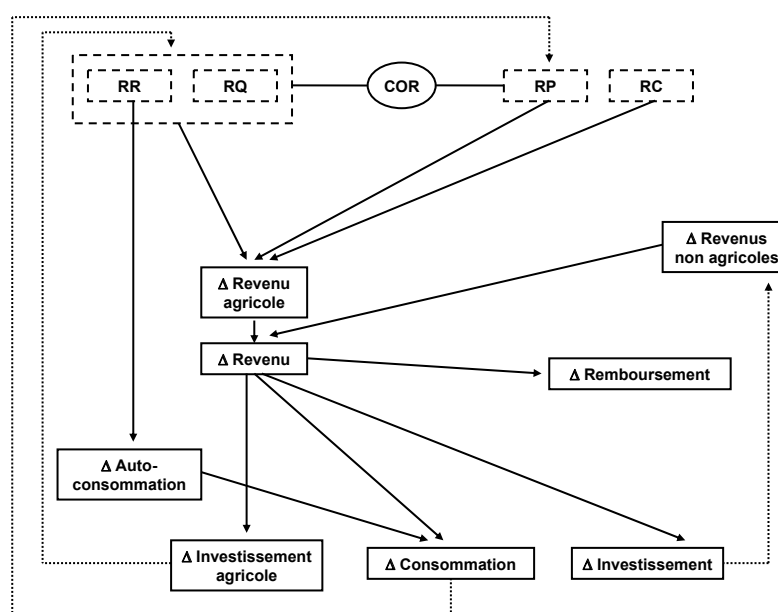 RR
RQ
COR
RP
RC
Δ Revenus
non agricoles
Δ Revenu
agricole
Δ Revenu
Δ Remboursement
Δ Auto-
consommation
Δ Investissement
agricole
Δ Consommation
Δ Investissement